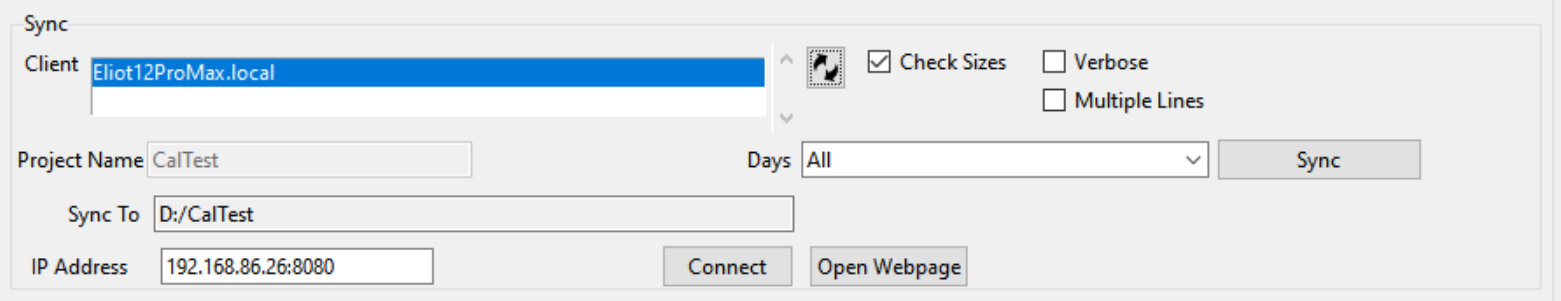 Sync
Client Eliot12ProMax.local Check Sizes Verbose
Multiple Lines
Project Name CalTest Days All Sync
Sync To D:/CalTest
IP Address 192.168.86.26:8080 Connect Open Webpage